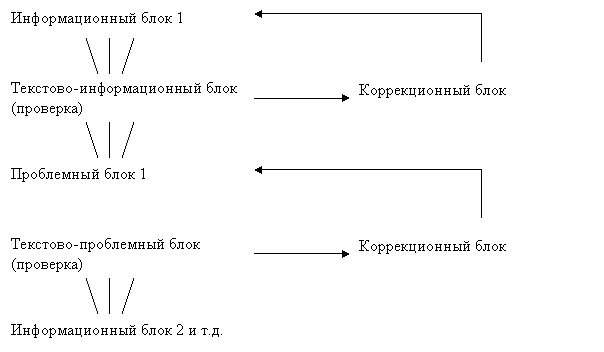 Информационный блок 1
Текстово-информационный блок
(проверка)
Коррекционный блок
Проблемный блок 1
Текстово-проблемный блок
(проверка)
Коррекционный блок
Информационный блок 2 и т.д.